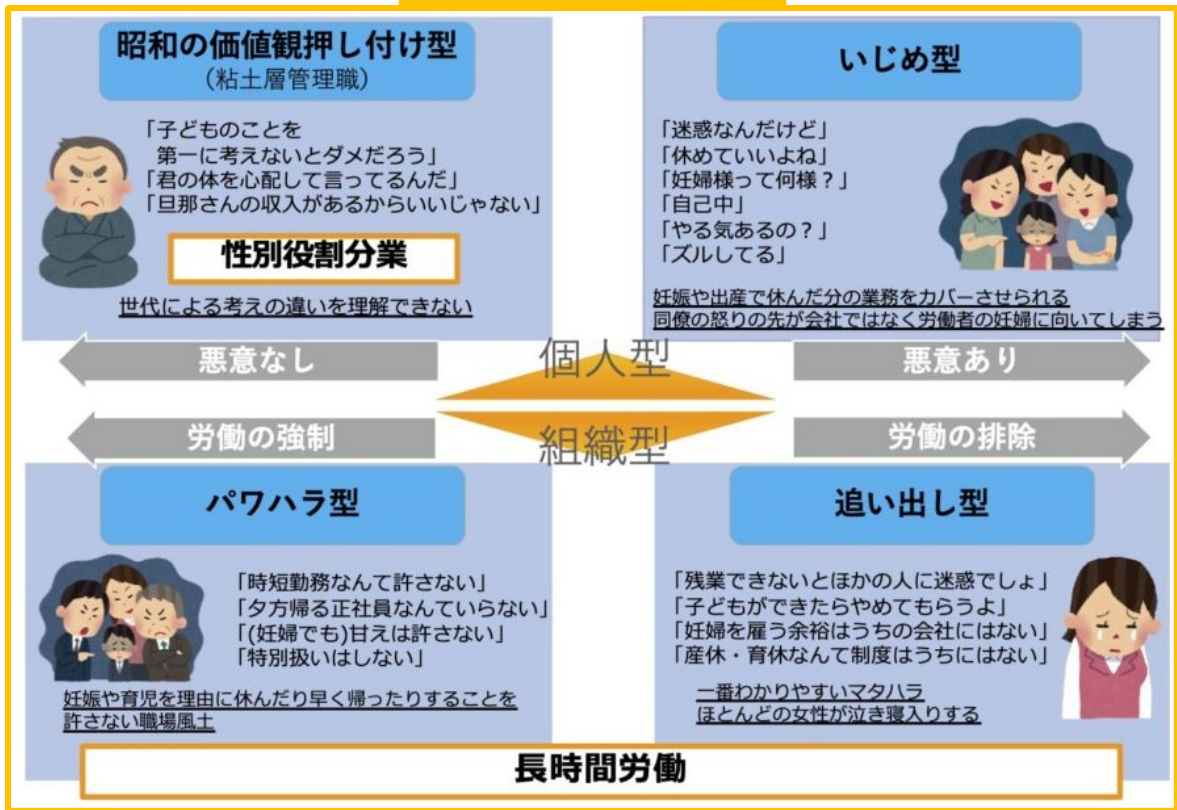 昭和の価値観押し付け型
（粘土層管理職）
「子どものことを
第一に考えないとダメだろう」
「君の体を心配して言ってるんだ」
「旦那さんの収入があるからいいじゃない」
性別役割分業
世代による考えの違いを理解できない
いじめ型
「迷惑なんだけど」
「休めていいよね」
「妊婦様って何様？」
「自己中」
「やる気あるの？」
「ズルしてる」
妊娠や出産で休んだ分の業務をカバーさせられる
同僚の怒りの先が会社ではなく労働者の妊婦に向いてしまう
悪意なし
個人型
悪意あり
労働の強制
組織型
労働の排除
パワハラ型
「時短勤務なんて許さない」
「夕方帰る正社員なんていらない」
「(妊婦でも)甘えは許さない」
「特別扱いはしない」
妊娠や育児を理由に休んだり早く帰ったりすることを
許さない職場風土
追い出し型
「残業できないとほかの人に迷惑でしょ」
「子どもができたらやめてもらうよ」
「妊婦を雇う余裕はうちの会社にはない」
「産休・育休なんて制度はうちにはない」
一番わかりやすいマタハラ
ほとんどの女性が泣き寝入りする
長時間労働